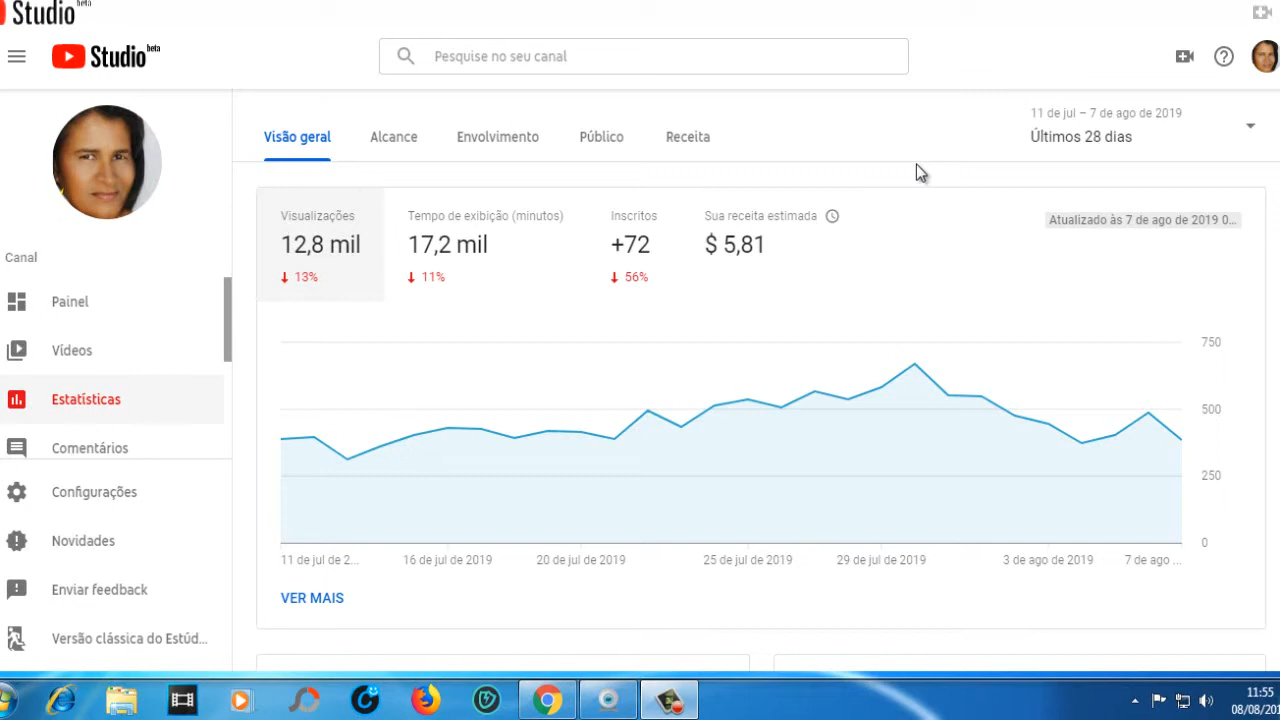 Studio beta
Studio beta
Pesquise no seu canal
11 de jul – 7 de ago de 2019
Últimos 28 dias
Visão geral
Alcance
Envolvimento
Público
Receita
Visualizações
12,8 mil
13%
Tempo de exibição (minutos)
17,2 mil
11%
Inscritos
+72
56%
Sua receita estimada
$ 5,81
Atualizado às 7 de ago de 2019 0...
Canal
Painel
Vídeos
Estatísticas
Comentários
Configurações
Novidades
Enviar feedback
Versão clássica do Estúd...
750
500
250
0
11 de jul de 2...
16 de jul de 2019
20 de jul de 2019
25 de jul de 2019
29 de jul de 2019
3 de ago de 2019
7 de ago ...
VER MAIS
11:55
08/08/201